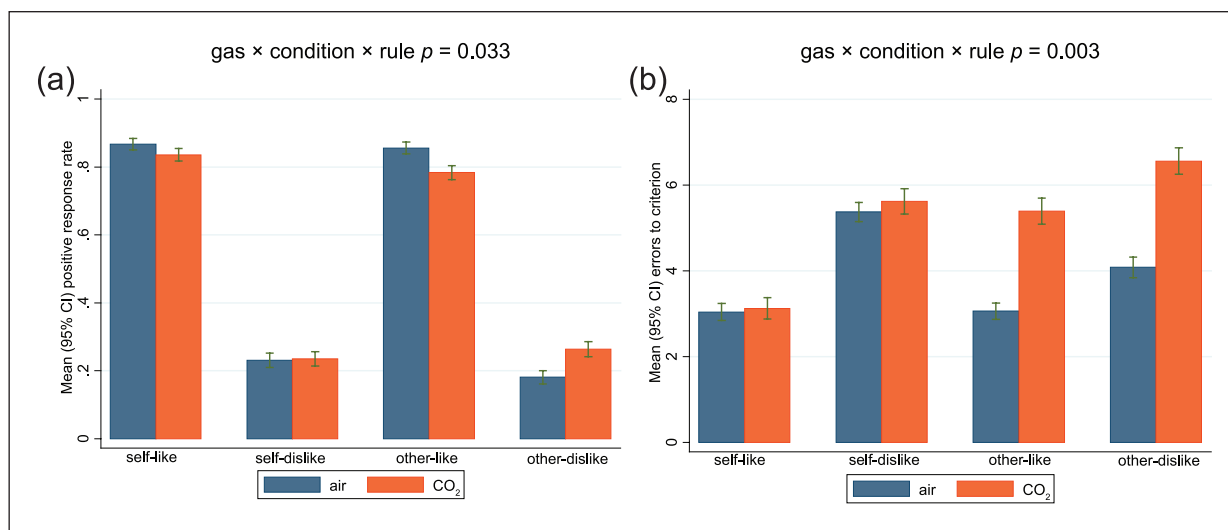 gas × condition × rule p = 0.033
(a)
Mean (95% CI) positive response rate
1
.8
.6
.4
.2
0
self-like self-dislike other-like other-dislike
air CO₂
gas × condition × rule p = 0.003
(b)
Mean (95% CI) errors to criterion
8
6
4
2
0
self-like self-dislike other-like other-dislike
air CO₂